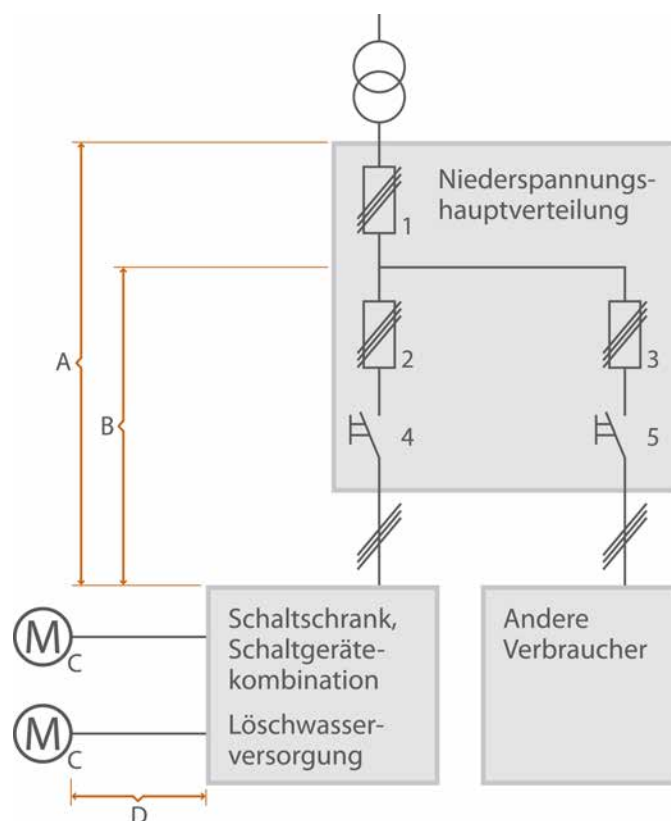 Niederspannungs-
hauptverteilung
1
2
3
A
B
4
5
Schaltschrank,
Schaltgeräte-
kombination
Löschwasser-
versorgung
Andere
Verbraucher
M
C
M
C
D